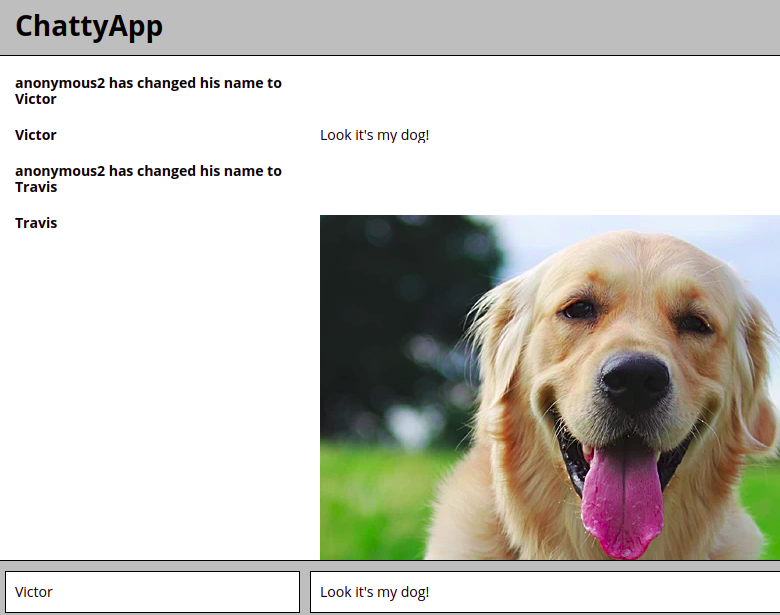 ChattyApp
anonymous2 has changed his name to
Victor
Victor
Look it's my dog!
anonymous2 has changed his name to
Travis
Travis
Victor
Look it's my dog!